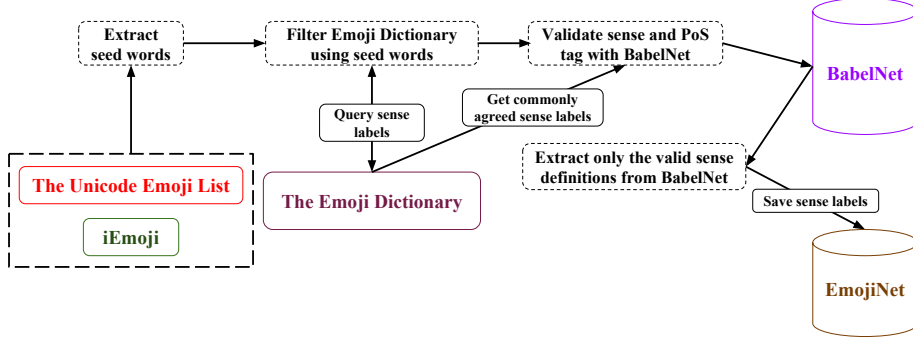 Extract
seed words
Filter Emoji Dictionary
using seed words
Validate sense and PoS
tag with BabelNet
BabelNet
Query sense
labels
Get commonly
agreed sense labels
Extract only the valid sense
definitions from BabelNet
The Unicode Emoji List
iEmoji
The Emoji Dictionary
Save sense labels
EmojiNet